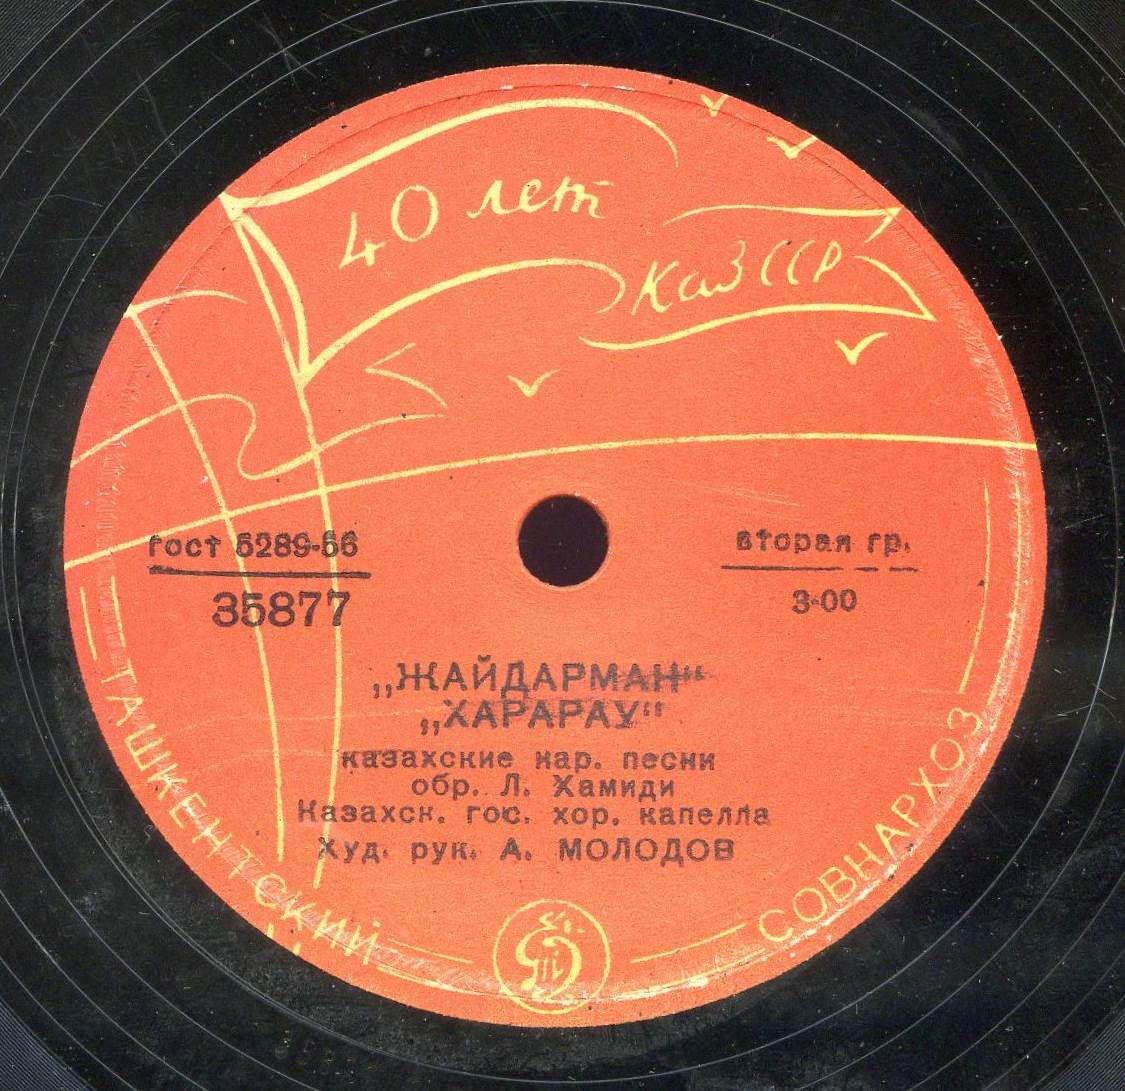 40 лет
КазССР
ГОСТ 5289-56
35877
вторая гр.
3-00
„ЖАЙДАРМАН“
„ХАРАРАУ“
казахские нар. песни
обр. Л. Хамиди
Казахск. гос. хор. капелла
Худ. рук. А. МОЛОДОВ
ТАШКЕНТСКИЙ
СОВНАРХОЗ